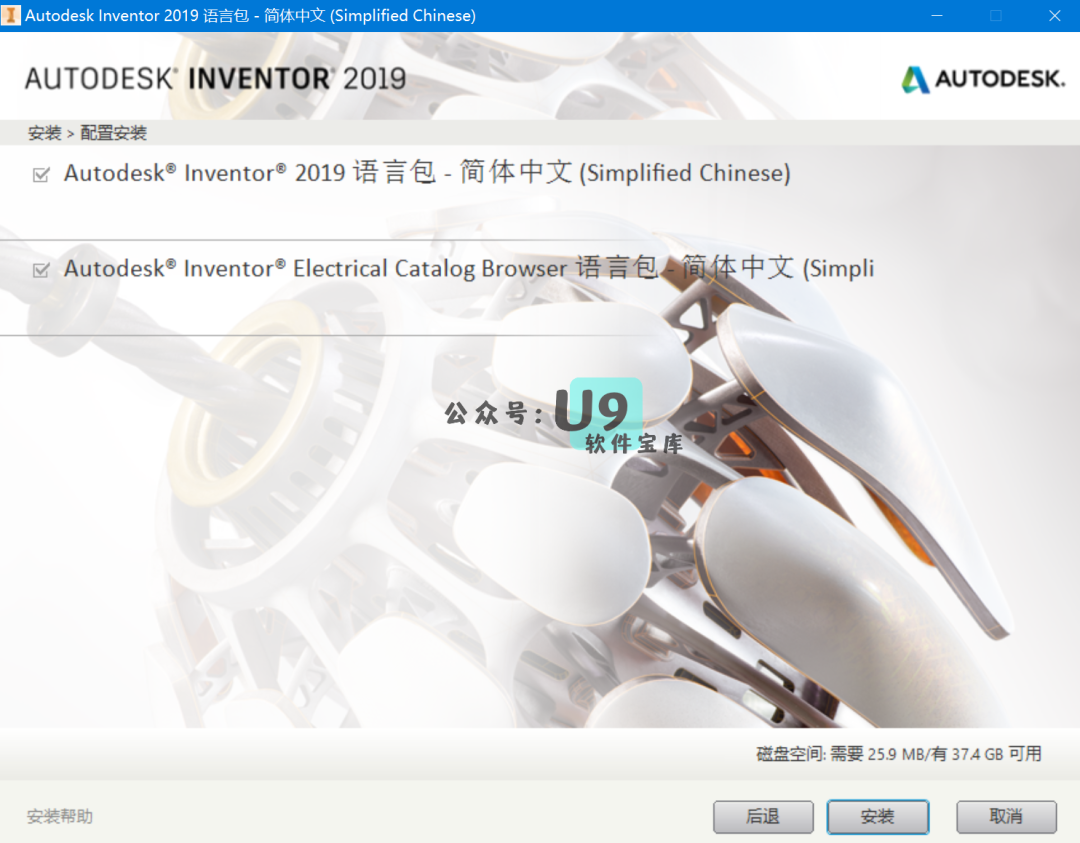 Autodesk Inventor 2019 语言包 - 简体中文 (Simplified Chinese)
AUTODESK® INVENTOR® 2019
AUTODESK.
安装 > 配置安装
Autodesk® Inventor® 2019 语言包 - 简体中文 (Simplified Chinese)
Autodesk® Inventor® Electrical Catalog Browser 语言包 - 简体中文 (Simpli
公众号: U9
软件宝库
磁盘空间: 需要 25.9 MB/有 37.4 GB 可用
安装帮助
后退 安装 取消